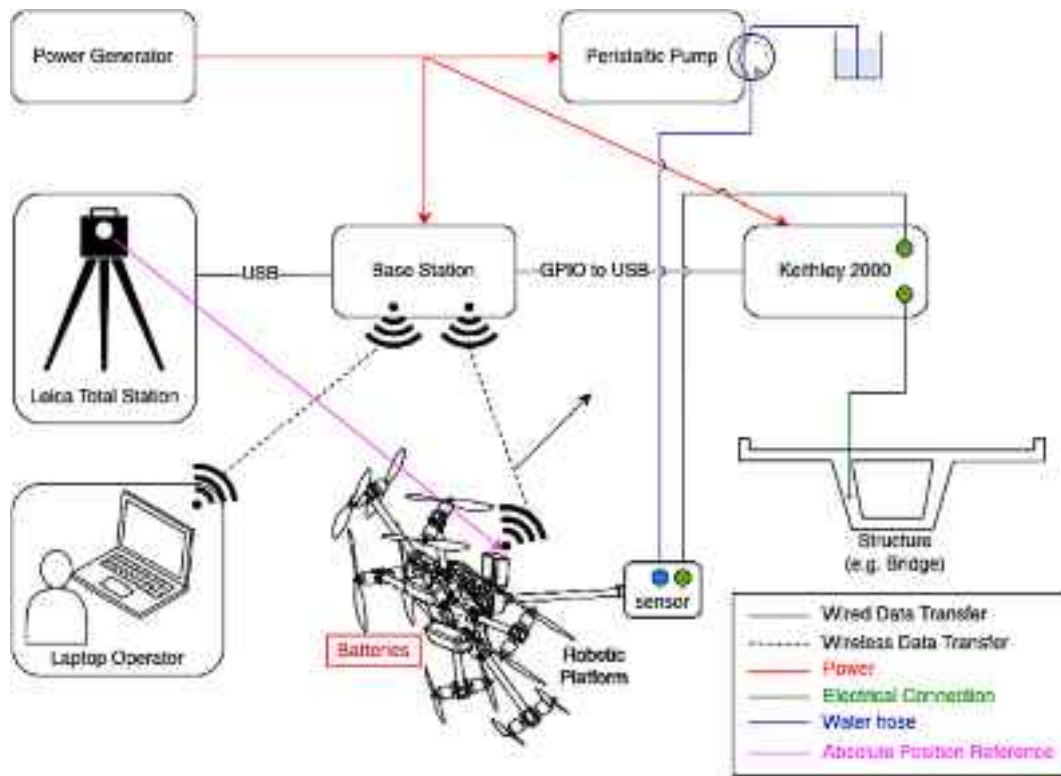 Power Generator
Peristaltic Pump
USB
Base Station
GPIO to USB
Keithley 2000
Leica Total Station
Structure
(e.g. Bridge)
sensor
Laptop Operator
Batteries
Robotic
Platform
Wired Data Transfer
Wireless Data Transfer
Power
Electrical Connection
Water hose
Absolute Position Reference